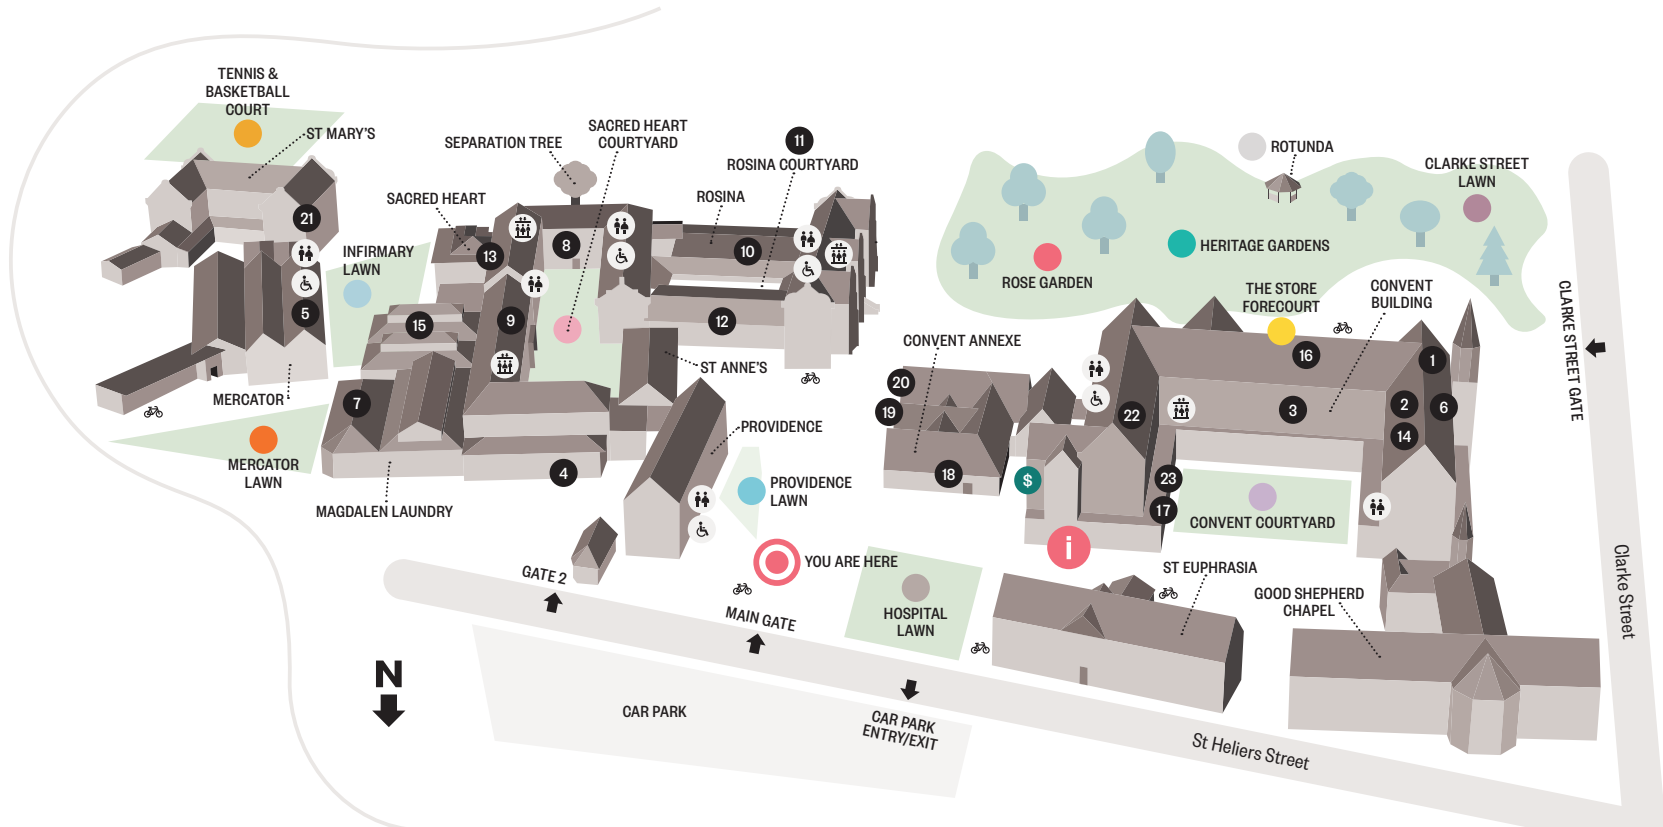 TENNIS &
BASKETBALL
COURT
ST MARY'S
SEPARATION TREE
SACRED HEART
COURTYARD
11
ROSINA COURTYARD
ROTUNDA
CLARKE STREET
LAWN
SACRED HEART
ROSINA
21
INFIRMARY
LAWN
13
8
10
HERITAGE GARDENS
ROSE GARDEN
THE STORE
FORECOURT
CONVENT
BUILDING
CLARKE STREET GATE
5
15
9
12
CONVENT ANNEXE
16
1
ST ANNE'S
20
19
22
3
2
6
14
MERCATOR
7
PROVIDENCE
MERCATOR
LAWN
4
PROVIDENCE
LAWN
18
$
23
17
CONVENT COURTYARD
MAGDALEN LAUNDRY
i
YOU ARE HERE
GATE 2
MAIN GATE
HOSPITAL
LAWN
ST EUPHRASIA
GOOD SHEPHERD
CHAPEL
Clarke Street
N
CAR PARK
CAR PARK
ENTRY/EXIT
St Heliers Street